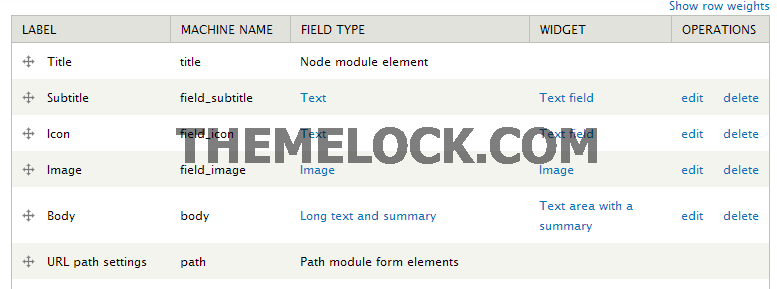 Show row weights
LABEL MACHINE NAME FIELD TYPE WIDGET OPERATIONS
Title title Node module element
Subtitle field_subtitle Text Text field edit delete
Icon field_icon Text Text field edit delete
THEMELOCK.COM
Image field_image Image Image edit delete
Body body Long text and summary Text area with a summary edit delete
URL path settings path Path module form elements